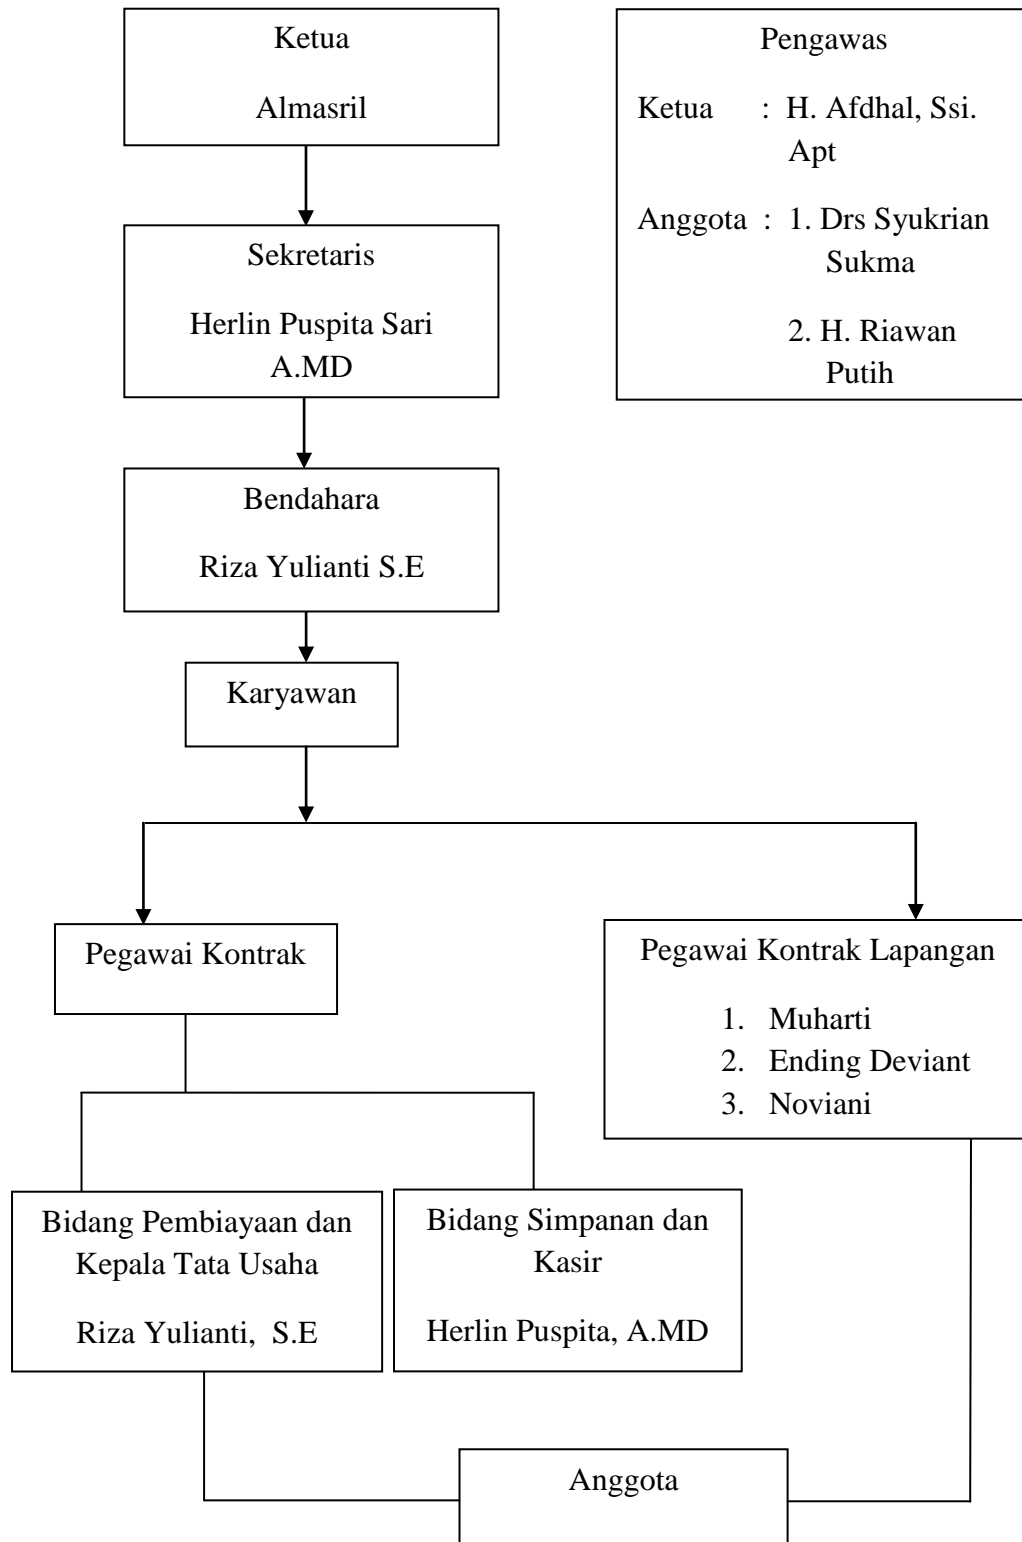 Ketua
Almasril
Pengawas
Ketua : H. Afdhal, Ssi.
Apt
Anggota : 1. Drs Syukrian
Sukma
2. H. Riawan
Putih
Sekretaris
Herlin Puspita Sari
A.MD
Bendahara
Riza Yulianti S.E
Karyawan
Pegawai Kontrak
Pegawai Kontrak Lapangan
1. Muharti
2. Ending Deviant
3. Noviani
Bidang Pembiayaan dan
Kepala Tata Usaha
Riza Yulianti, S.E
Bidang Simpanan dan
Kasir
Herlin Puspita, A.MD
Anggota